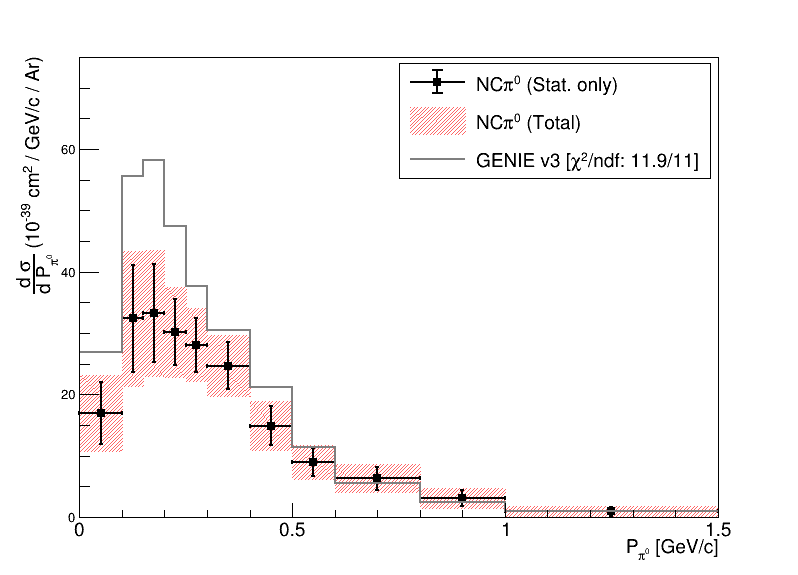 NCπ⁰ (Stat. only)
NCπ⁰ (Total)
GENIE v3 [χ²/ndf: 11.9/11]
dσ/dP_π⁰ (10⁻³⁹ cm² / GeV/c / Ar)
60
40
20
0
0 0.5 1 1.5
P_π⁰ [GeV/c]